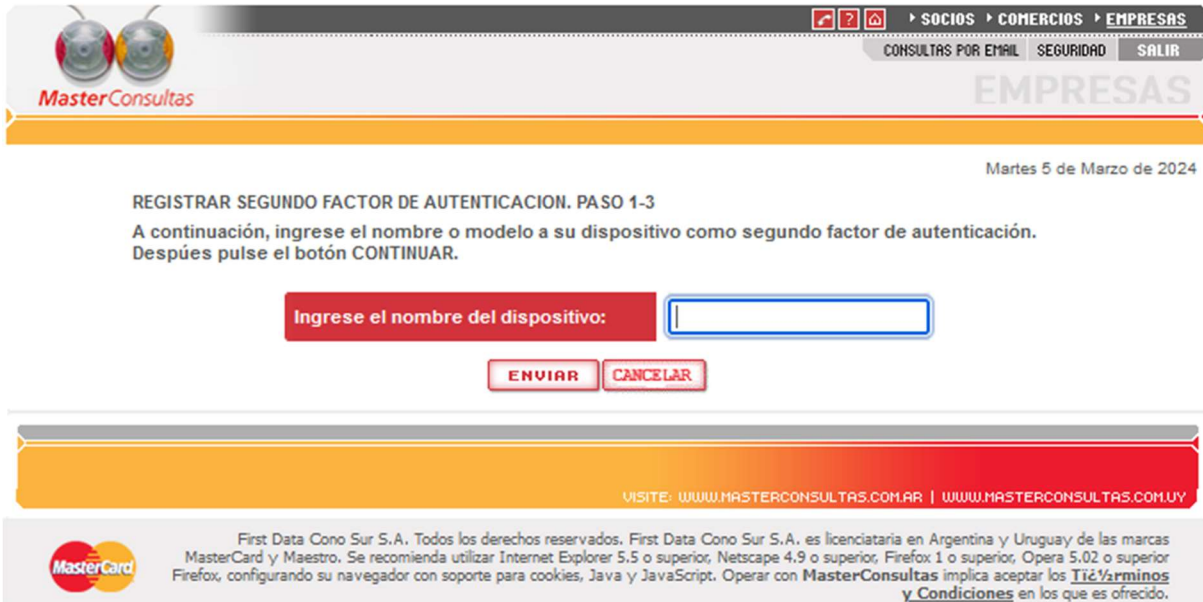 SOCIOS COMERCIOS EMPRESAS
CONSULTAS POR EMAIL SEGURIDAD SALIR
MasterConsultas
EMPRESAS
Martes 5 de Marzo de 2024
REGISTRAR SEGUNDO FACTOR DE AUTENTICACION. PASO 1-3
A continuación, ingrese el nombre o modelo a su dispositivo como segundo factor de autenticación.
Despúes pulse el botón CONTINUAR.
Ingrese el nombre del dispositivo:
ENVIAR CANCELAR
VISITE: WWW.MASTERCONSULTAS.COM.AR | WWW.MASTERCONSULTAS.COM.UY
MasterCard
First Data Cono Sur S.A. Todos los derechos reservados. First Data Cono Sur S.A. es licenciataria en Argentina y Uruguay de las marcas
MasterCard y Maestro. Se recomienda utilizar Internet Explorer 5.5 o superior, Netscape 4.9 o superior, Firefox 1 o superior, Opera 5.02 o superior
Firefox, configurando su navegador con soporte para cookies, Java y JavaScript. Operar con MasterConsultas implica aceptar los Tï¿½rminos
y Condiciones en los que es ofrecido.